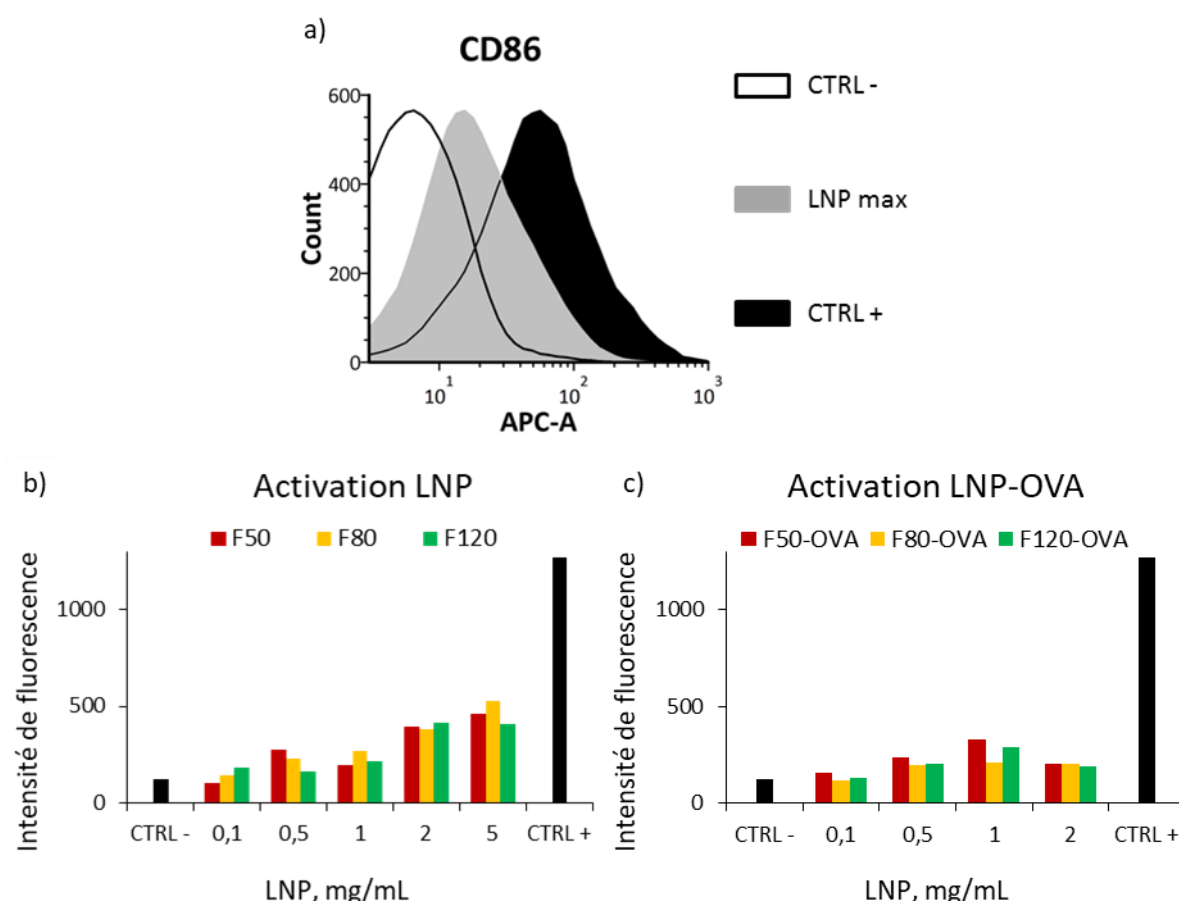 a)
CD86
600
400
200
0
Count
10¹ 10² 10³
APC-A
CTRL -
LNP max
CTRL +
b)
Activation LNP
F50 F80 F120
Intensité de fluorescence
1000
500
0
CTRL - 0,1 0,5 1 2 5 CTRL +
LNP, mg/mL
c)
Activation LNP-OVA
F50-OVA F80-OVA F120-OVA
Intensité de fluorescence
1000
500
0
CTRL - 0,1 0,5 1 2 CTRL +
LNP, mg/mL